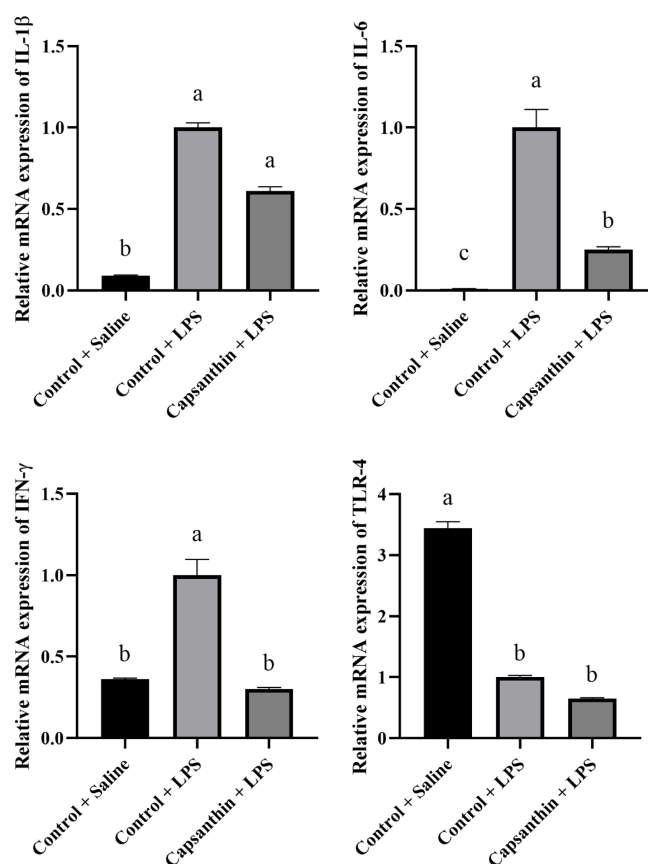 Relative mRNA expression of IL-1β
1.5
1.0
0.5
0.0
b
a
a
Control + Saline
Control + LPS
Capsanthin + LPS
Relative mRNA expression of IL-6
1.5
1.0
0.5
0.0
c
a
b
Control + Saline
Control + LPS
Capsanthin + LPS
Relative mRNA expression of IFN-γ
1.5
1.0
0.5
0.0
b
a
b
Control + Saline
Control + LPS
Capsanthin + LPS
Relative mRNA expression of TLR-4
4
3
2
1
0
a
b
b
Control + Saline
Control + LPS
Capsanthin + LPS